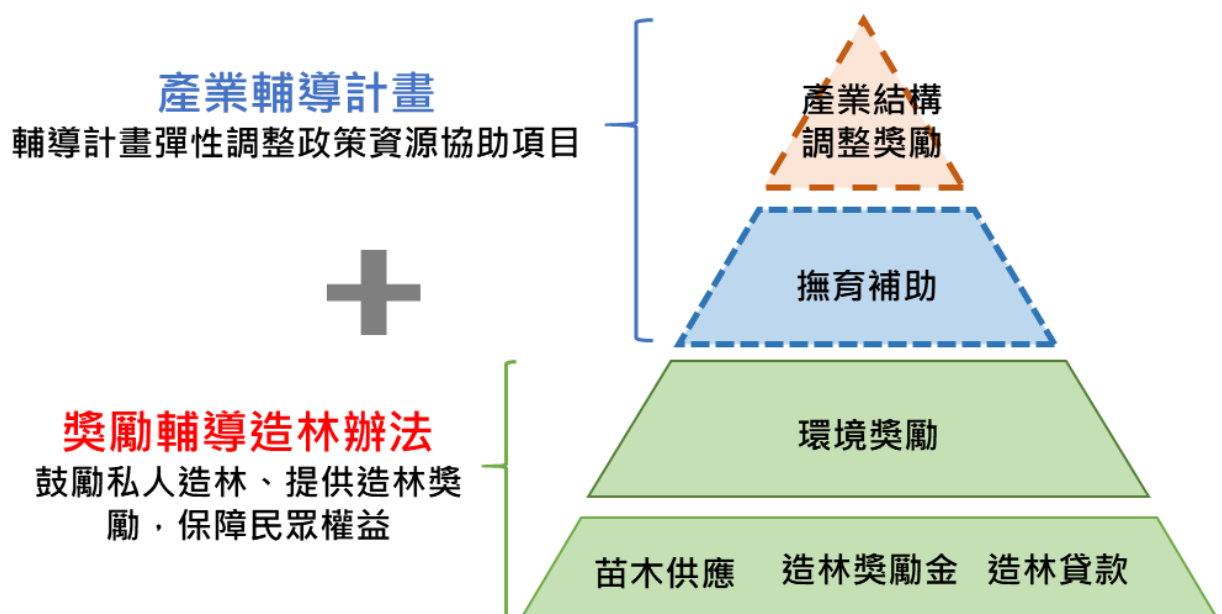 產業輔導計畫
輔導計畫彈性調整政策資源協助項目
產業結構
調整獎勵
撫育補助
獎勵輔導造林辦法
鼓勵私人造林、提供造林獎
勵，保障民眾權益
環境獎勵
苗木供應 造林獎勵金 造林貸款